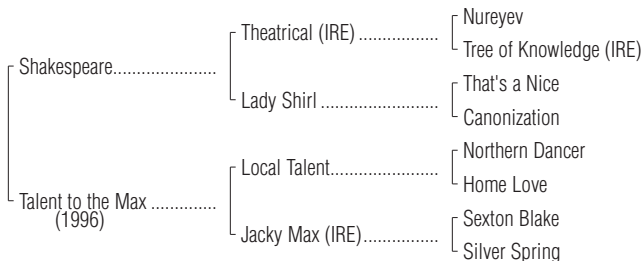 Nureyev
Theatrical (IRE) .................
Tree of Knowledge (IRE)
Shakespeare......................
That's a Nice
Lady Shirl .........................
Canonization
Northern Dancer
Local Talent.......................
Home Love
Talent to the Max ..............
(1996)
Sexton Blake
Jacky Max (IRE)................
Silver Spring